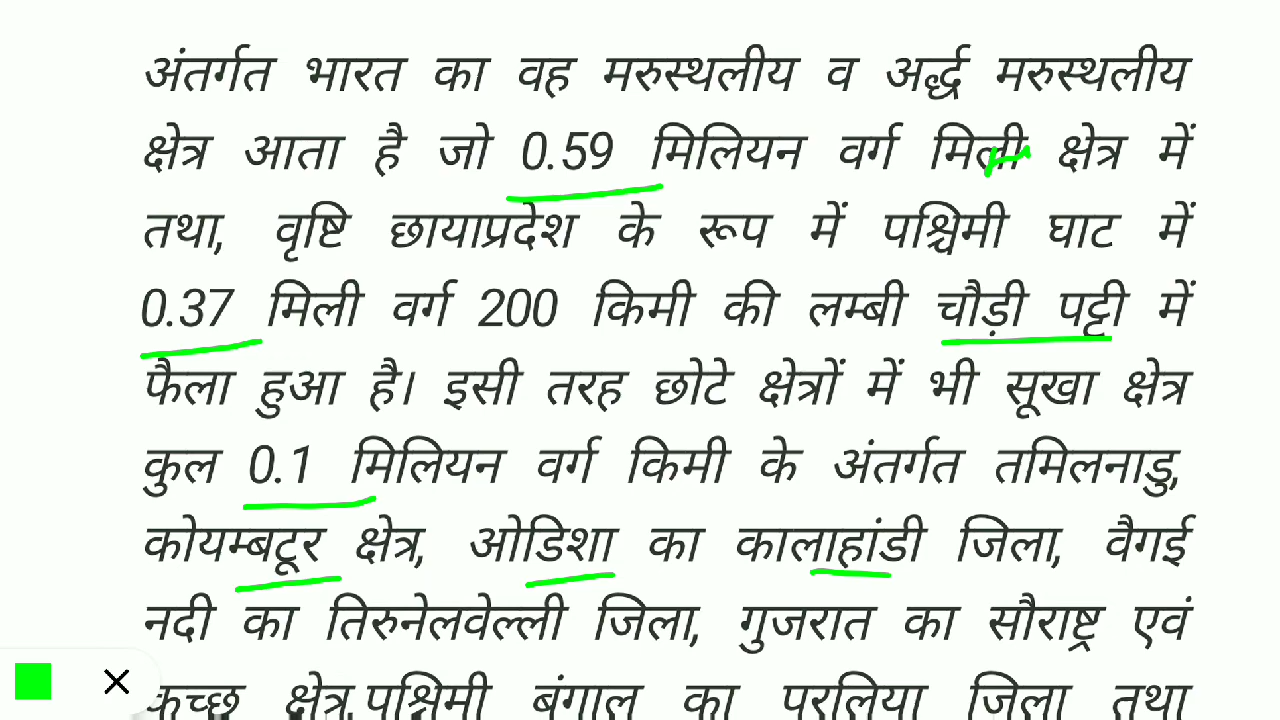 अंतर्गत भारत का वह मरुस्थलीय व अर्द्ध मरुस्थलीय
क्षेत्र आता है जो 0.59 मिलियन वर्ग मिली क्षेत्र में
तथा, वृष्टि छायाप्रदेश के रूप में पश्चिमी घाट में
0.37 मिली वर्ग 200 किमी की लम्बी चौड़ी पट्टी में
फैला हुआ है। इसी तरह छोटे क्षेत्रों में भी सूखा क्षेत्र
कुल 0.1 मिलियन वर्ग किमी के अंतर्गत तमिलनाडु,
कोयम्बटूर क्षेत्र, ओडिशा का कालाहांडी जिला, वैगई
नदी का तिरुनेलवेल्ली जिला, गुजरात का सौराष्ट्र एवं
कच्छ क्षेत्र,पश्चिमी बंगाल का परलिया जिला तथा